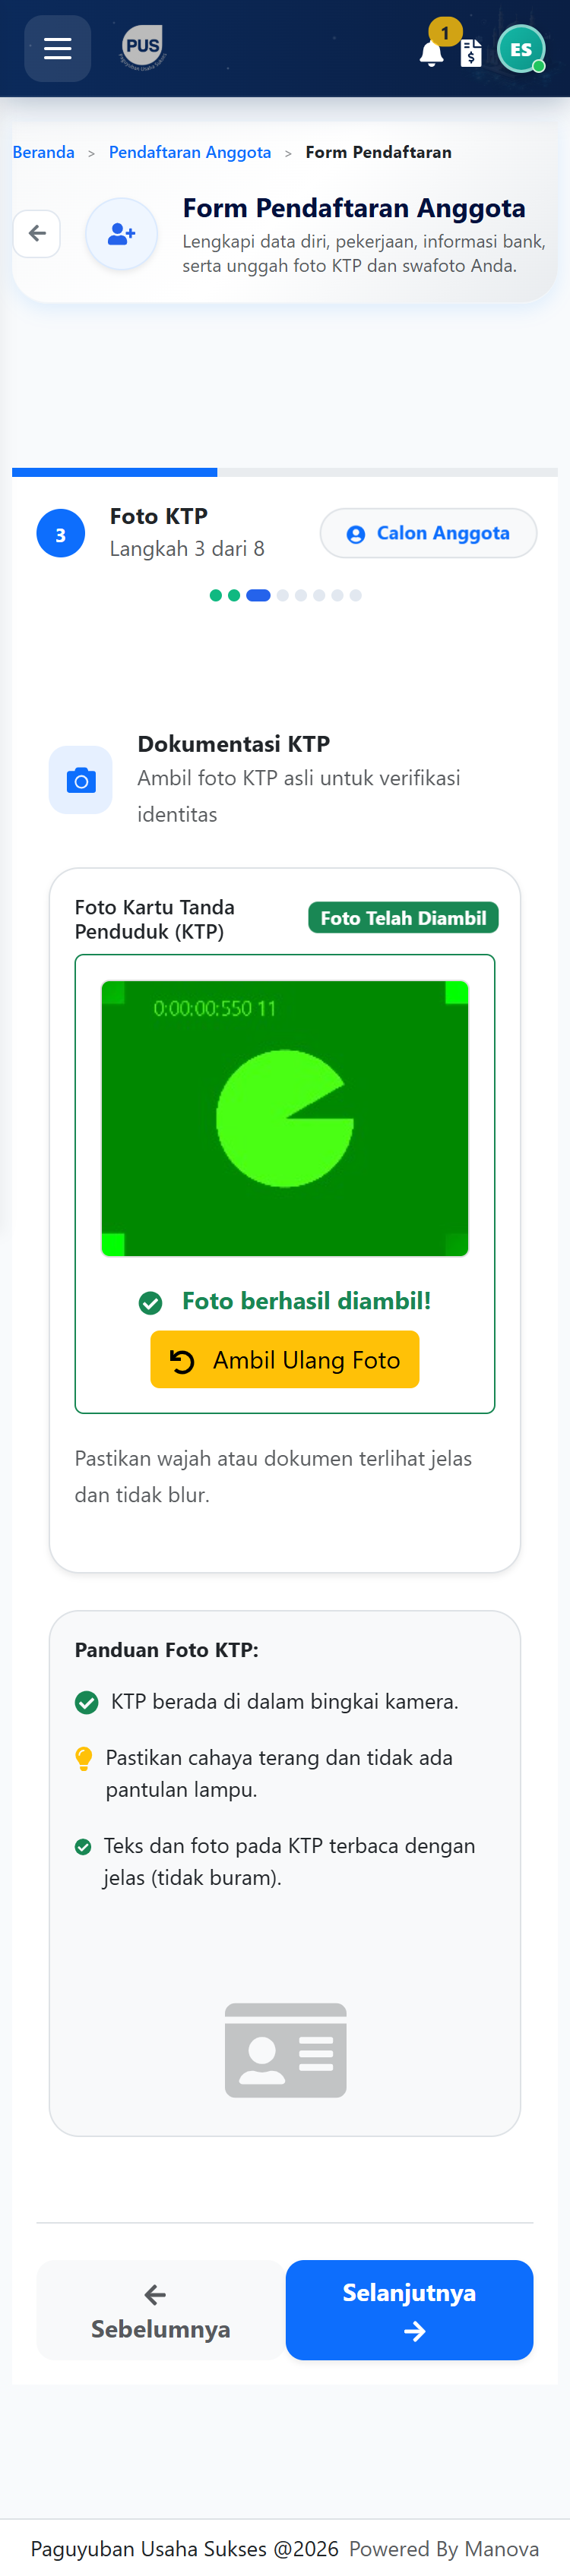 PUS
Paguyuban Usaha Sukses
1
ES
Beranda > Pendaftaran Anggota > Form Pendaftaran
Form Pendaftaran Anggota
Lengkapi data diri, pekerjaan, informasi bank,
serta unggah foto KTP dan swafoto Anda.
3
Foto KTP
Langkah 3 dari 8
Calon Anggota
Dokumentasi KTP
Ambil foto KTP asli untuk verifikasi
identitas
Foto Kartu Tanda
Penduduk (KTP)
Foto Telah Diambil
0:00:00:550 11
Foto berhasil diambil!
Ambil Ulang Foto
Pastikan wajah atau dokumen terlihat jelas
dan tidak blur.
Panduan Foto KTP:
KTP berada di dalam bingkai kamera.
Pastikan cahaya terang dan tidak ada
pantulan lampu.
Teks dan foto pada KTP terbaca dengan
jelas (tidak buram).
Sebelumnya
Selanjutnya
Paguyuban Usaha Sukses @2026 Powered By Manova